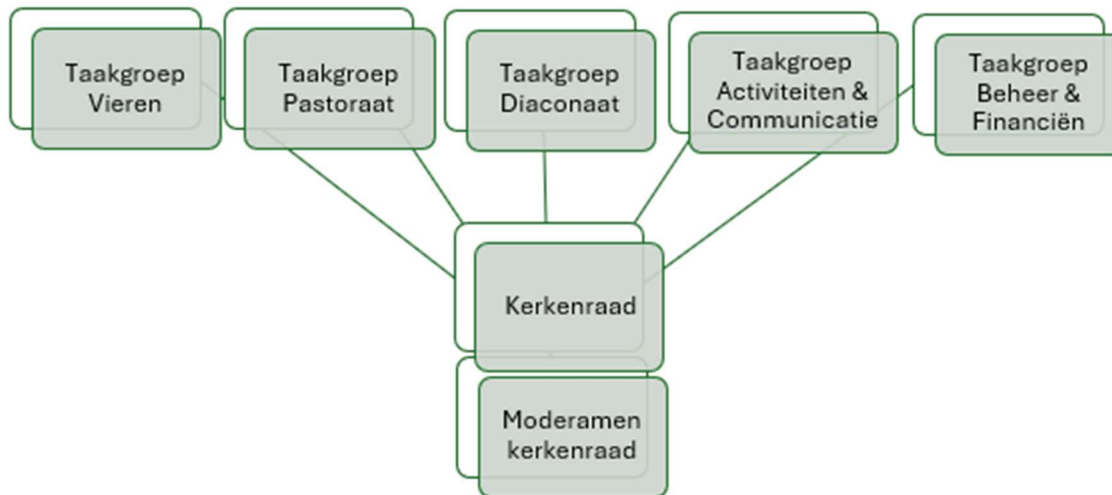 Taakgroep
Vieren
Taakgroep
Pastoraat
Taakgroep
Diaconaat
Taakgroep
Activiteiten &
Communicatie
Taakgroep
Beheer &
Financiën
Kerkenraad
Moderamen
kerkenraad